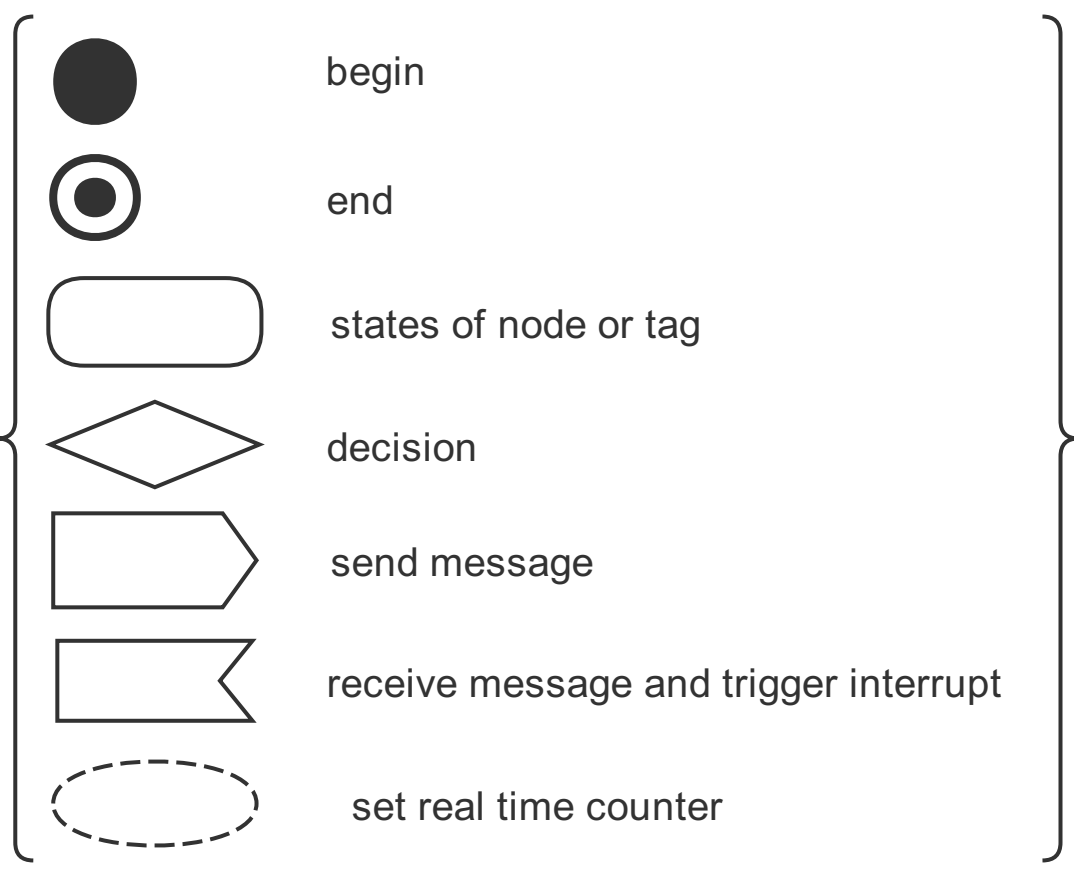 begin
end
states of node or tag
decision
send message
receive message and trigger interrupt
set real time counter